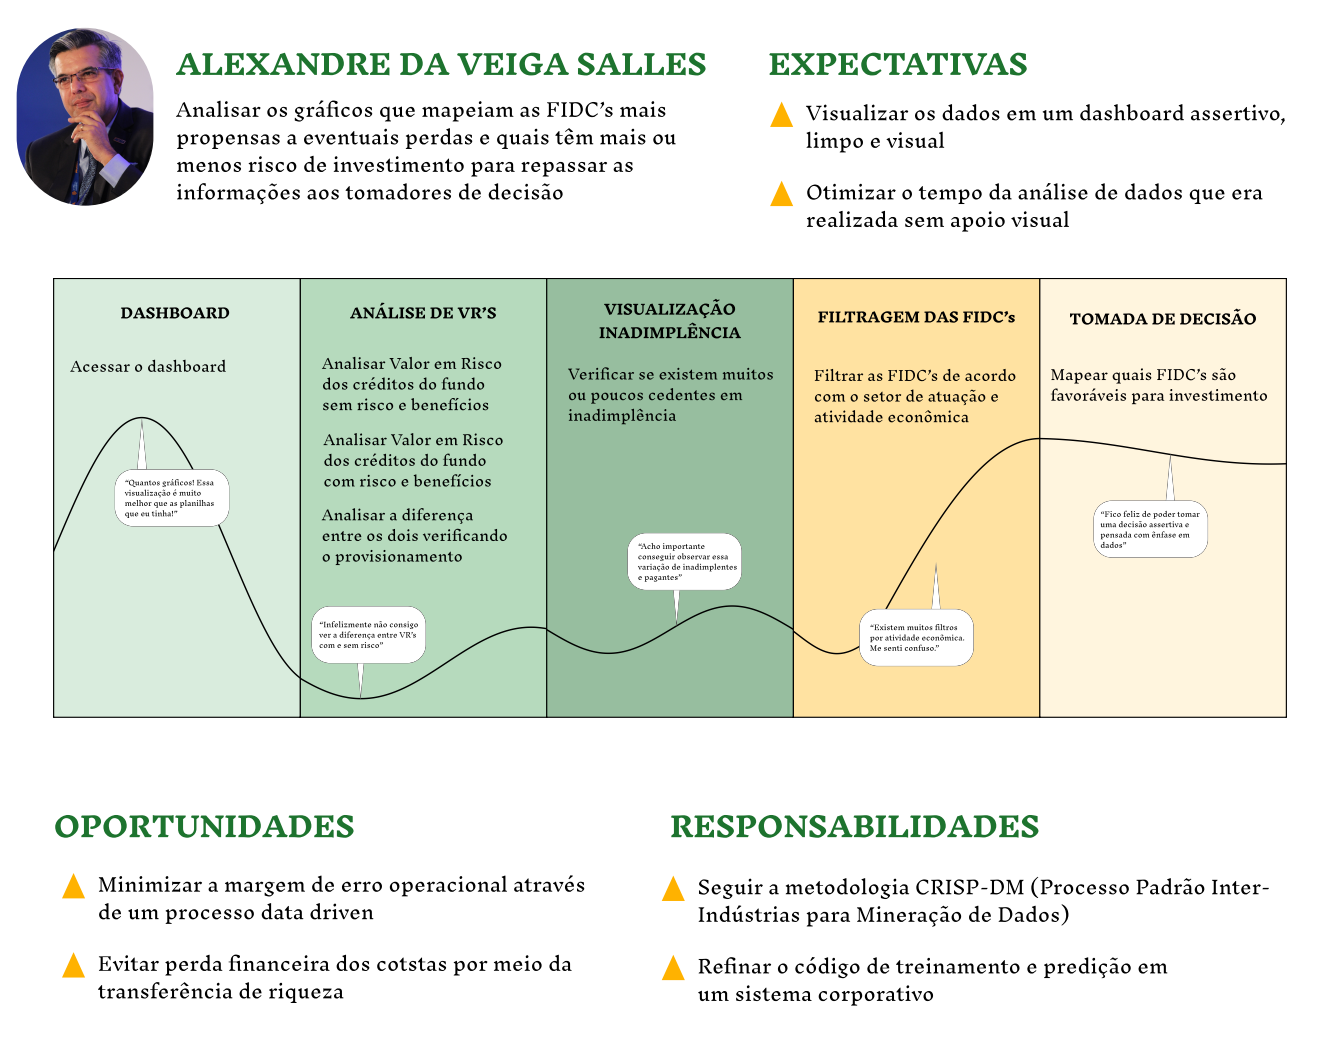 ALEXANDRE DA VEIGA SALLES
Analisar os gráficos que mapeiam as FIDC’s mais
propensas a eventuais perdas e quais têm mais ou
menos risco de investimento para repassar as
informações aos tomadores de decisão
EXPECTATIVAS
Visualizar os dados em um dashboard assertivo,
limpo e visual
Otimizar o tempo da análise de dados que era
realizada sem apoio visual
DASHBOARD
Acessar o dashboard
“Quantos gráficos! Essa
visualização é muito
melhor que as planilhas
que eu tinha!”
ANÁLISE DE VR’S
Analisar Valor em Risco
dos créditos do fundo
sem risco e benefícios
Analisar Valor em Risco
dos créditos do fundo
com risco e benefícios
Analisar a diferença
entre os dois verificando
o provisionamento
“Infelizmente não consigo
ver a diferença entre VR’s
com e sem risco”
VISUALIZAÇÃO
INADIMPLÊNCIA
Verificar se existem muitos
ou poucos cedentes em
inadimplência
“Acho importante
conseguir observar essa
variação de inadimplentes
e pagantes”
FILTRAGEM DAS FIDC’s
Filtrar as FIDC’s de acordo
com o setor de atuação e
atividade econômica
“Existem muitos filtros
por atividade econômica.
Me senti confuso.”
TOMADA DE DECISÃO
Mapear quais FIDC’s são
favoráveis para investimento
“Fico feliz de poder tomar
uma decisão assertiva e
pensada com ênfase em
dados”
OPORTUNIDADES
Minimizar a margem de erro operacional através
de um processo data driven
Evitar perda financeira dos cotstas por meio da
transferência de riqueza
RESPONSABILIDADES
Seguir a metodologia CRISP-DM (Processo Padrão Inter-
Indústrias para Mineração de Dados)
Refinar o código de treinamento e predição em
um sistema corporativo